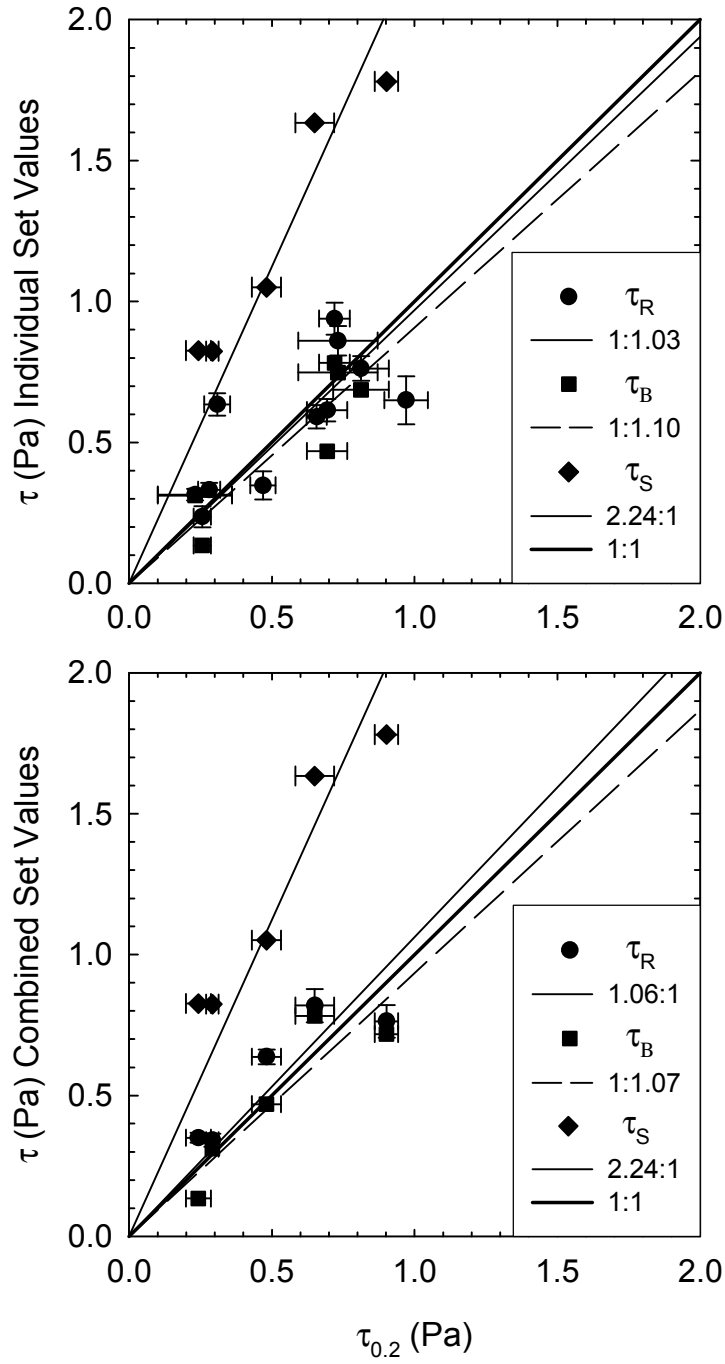 2.0
1.5
1.0
0.5
0.0
τ (Pa) Individual Set Values
τR
1:1.03
τB
1:1.10
τS
2.24:1
1:1
0.0 0.5 1.0 1.5 2.0
2.0
1.5
1.0
0.5
0.0
τ (Pa) Combined Set Values
τR
1.06:1
τB
1:1.07
τS
2.24:1
1:1
0.0 0.5 1.0 1.5 2.0
τ0.2 (Pa)